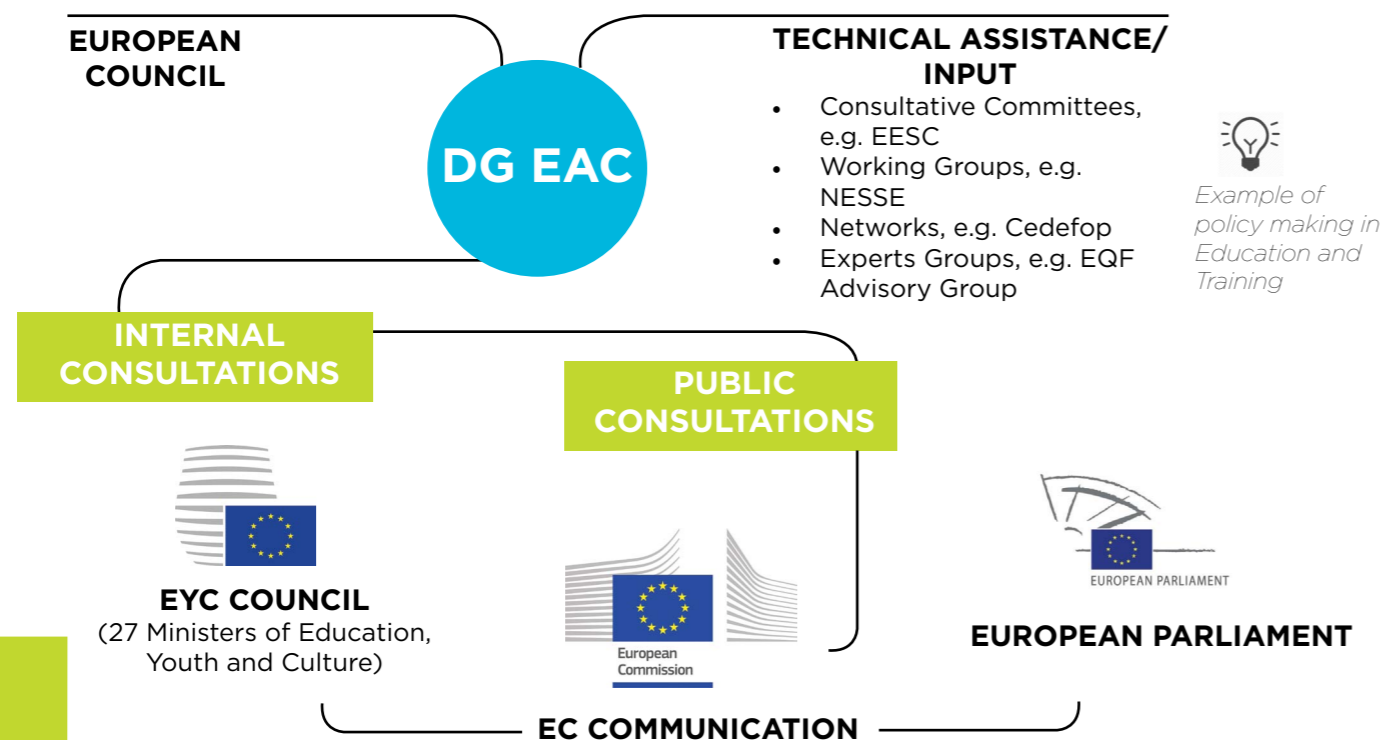 EUROPEAN
COUNCIL
DG EAC
TECHNICAL ASSISTANCE/
INPUT
• Consultative Committees,
e.g. EESC
• Working Groups, e.g.
NESSE
• Networks, e.g. Cedefop
• Experts Groups, e.g. EQF
Advisory Group
Example of
policy making in
Education and
Training
INTERNAL
CONSULTATIONS
PUBLIC
CONSULTATIONS
EYC COUNCIL
(27 Ministers of Education,
Youth and Culture)
European
Commission
EUROPEAN PARLIAMENT
EUROPEAN PARLIAMENT
EC COMMUNICATION